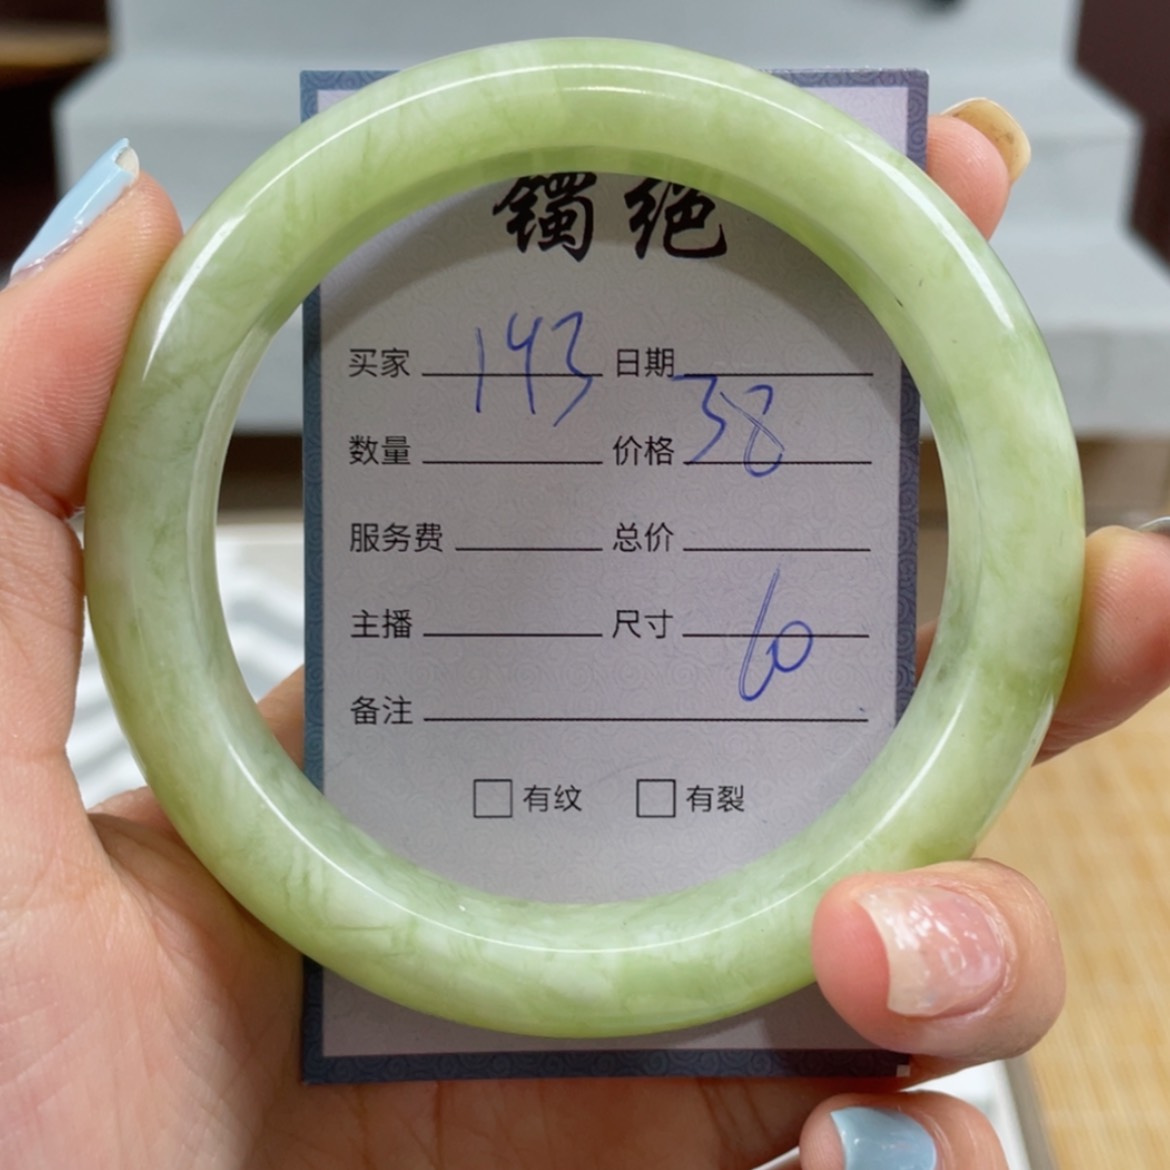 镯绝
买家 143 日期
数量 价格 38
服务费 总价
主播 尺寸 60
备注
□ 有纹 □ 有裂